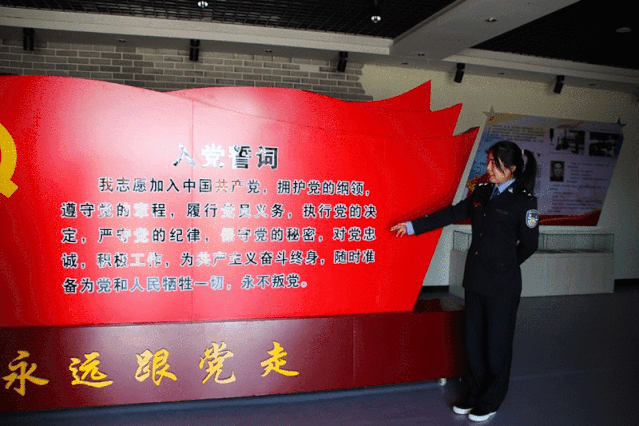 入党誓词
我志愿加入中国共产党，拥护党的纲领，
遵守党的章程，履行党员义务，执行党的决
定，严守党的纪律，保守党的秘密，对党忠
诚，积极工作，为共产主义奋斗终身，随时准
备为党和人民牺牲一切，永不叛党。
永远跟党走